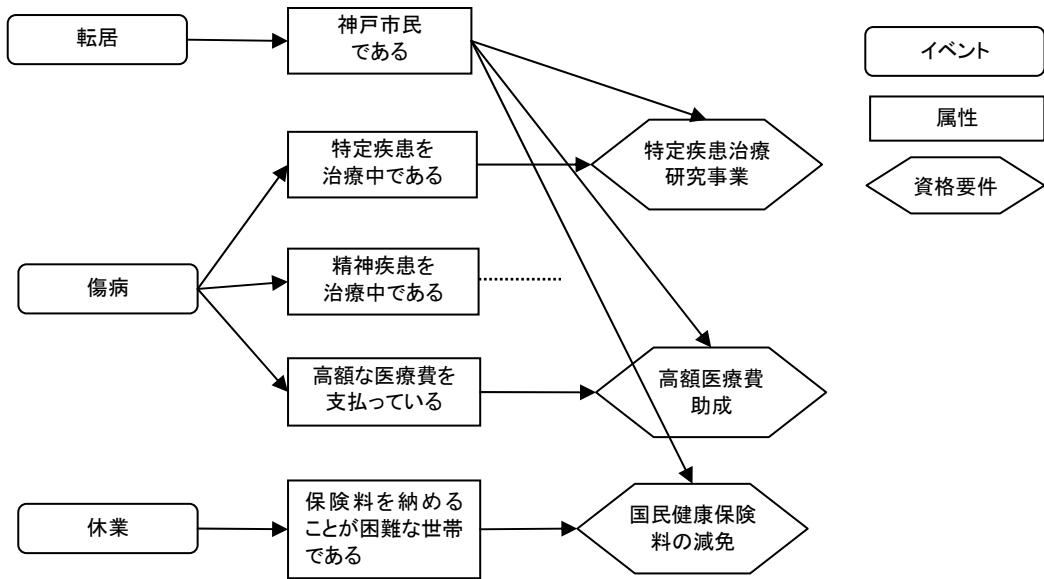 転居
神戸市民
である
イベント
属性
資格要件
特定疾患を
治療中である
特定疾患治療
研究事業
傷病
精神疾患を
治療中である
高額な医療費を
支払っている
高額医療費
助成
休業
保険料を納める
ことが困難な世帯
である
国民健康保険
料の減免